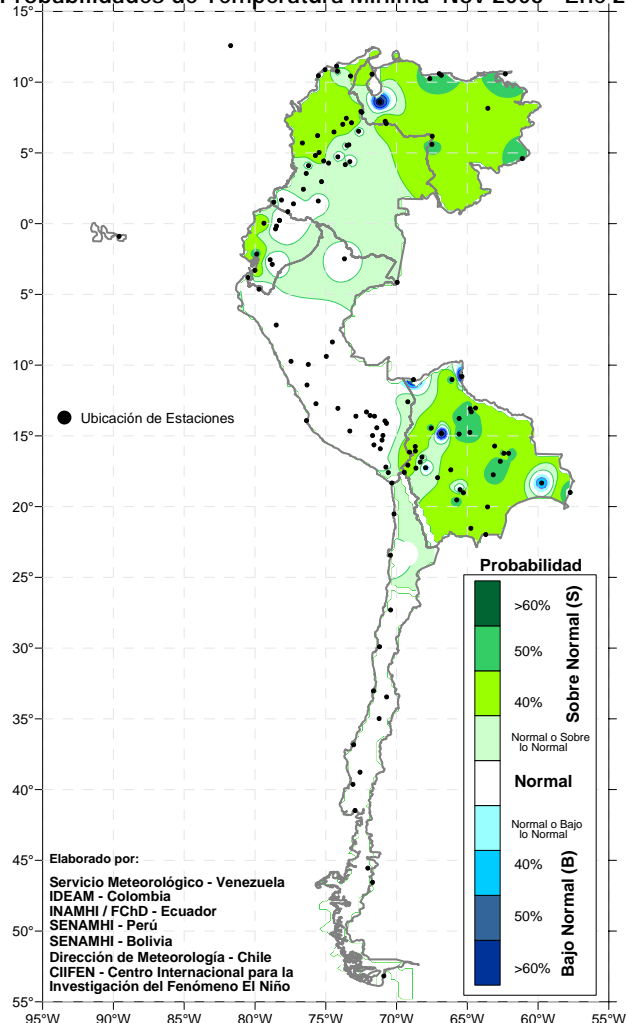 Probabilidades de Temperatura Mínima Nov 2008 - Ene 2
15°
10°
5°
0°
5°
10°
15°
20°
25°
30°
35°
40°
45°
50°
55°
95°W 90°W 85°W 80°W 75°W 70°W 65°W 60°W 55°W
Ubicación de Estaciones
Probabilidad
>60%
50%
40%
Sobre Normal (S)
Normal o Sobre
lo Normal
Normal
Normal o Bajo
lo Normal
40%
50%
>60%
Bajo Normal (B)
Elaborado por:
Servicio Meteorológico - Venezuela
IDEAM - Colombia
INAMHI / FChD - Ecuador
SENAMHI - Perú
SENAMHI - Bolivia
Dirección de Meteorología - Chile
CIIFEN - Centro Internacional para la
Investigación del Fenómeno El Niño